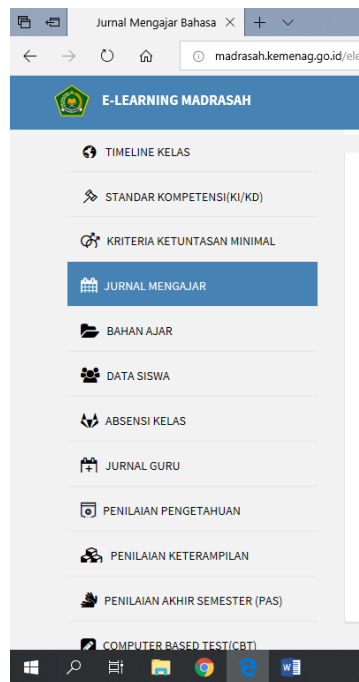 Jurnal Mengajar Bahasa
madrasah.kemenag.go.id/ele
E-LEARNING MADRASAH
TIMELINE KELAS
STANDAR KOMPETENSI(KI/KD)
KRITERIA KETUNTASAN MINIMAL
JURNAL MENGAJAR
BAHAN AJAR
DATA SISWA
ABSENSI KELAS
JURNAL GURU
PENILAIAN PENGETAHUAN
PENILAIAN KETERAMPILAN
PENILAIAN AKHIR SEMESTER (PAS)
COMPUTER BASED TEST(CBT)